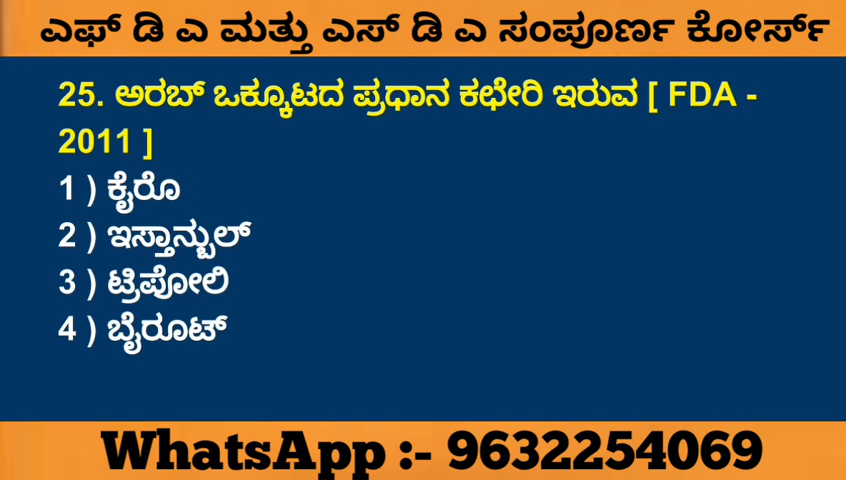 ಎಫ್ ಡಿ ಎ ಮತ್ತು ಎಸ್ ಡಿ ಎ ಸಂಪೂರ್ಣ ಕೋರ್ಸ್
25. ಅರಬ್ ಒಕ್ಕೂಟದ ಪ್ರಧಾನ ಕಛೇರಿ ಇರುವ [ FDA -
2011 ]
1 ) ಕೈರೊ
2 ) ಇಸ್ತಾನ್ಬುಲ್
3 ) ಟ್ರಿಪೋಲಿ
4 ) ಬೈರೂಟ್
WhatsApp :- 9632254069